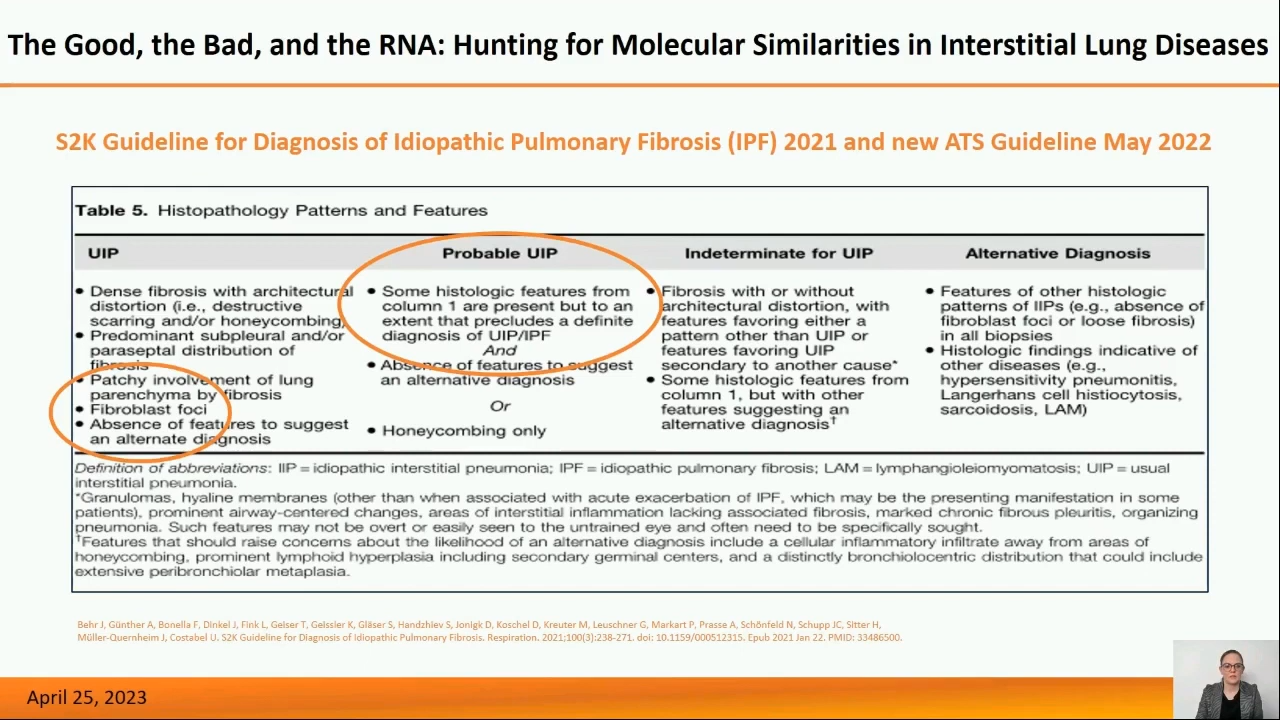 The Good, the Bad, and the RNA: Hunting for Molecular Similarities in Interstitial Lung Diseases
S2K Guideline for Diagnosis of Idiopathic Pulmonary Fibrosis (IPF) 2021 and new ATS Guideline May 2022
Table 5. Histopathology Patterns and Features
UIP
• Dense fibrosis with architectural
distortion (i.e., destructive
scarring and/or honeycombing)
• Predominant subpleural and/or
paraseptal distribution of
fibrosis
• Patchy involvement of lung
parenchyma by fibrosis
• Fibroblast foci
• Absence of features to suggest
an alternate diagnosis
Probable UIP
• Some histologic features from
column 1 are present but to an
extent that precludes a definite
diagnosis of UIP/IPF
And
• Absence of features to suggest
an alternative diagnosis
Or
• Honeycombing only
Indeterminate for UIP
• Fibrosis with or without
architectural distortion, with
features favoring either a
pattern other than UIP or
features favoring UIP
secondary to another cause*
• Some histologic features from
column 1, but with other
features suggesting an
alternative diagnosis†
Alternative Diagnosis
• Features of other histologic
patterns of IIPs (e.g., absence of
fibroblast foci or loose fibrosis)
in all biopsies
• Histologic findings indicative of
other diseases (e.g.,
hypersensitivity pneumonitis,
Langerhans cell histiocytosis,
sarcoidosis, LAM)
Definition of abbreviations: IIP = idiopathic interstitial pneumonia; IPF = idiopathic pulmonary fibrosis; LAM = lymphangioleiomyomatosis; UIP = usual
interstitial pneumonia.
*Granulomas, hyaline membranes (other than when associated with acute exacerbation of IPF, which may be the presenting manifestation in some
patients), prominent airway-centered changes, areas of interstitial inflammation lacking associated fibrosis, marked chronic fibrous pleuritis, organizing
pneumonia. Such features may not be overt or easily seen to the untrained eye and often need to be specifically sought.
†Features that should raise concerns about the likelihood of an alternative diagnosis include a cellular inflammatory infiltrate away from areas of
honeycombing, prominent lymphoid hyperplasia including secondary germinal centers, and a distinctly bronchiolocentric distribution that could include
extensive peribronchiolar metaplasia.
Behr J, Günther A, Bonella F, Dinkel J, Fink L, Geiser T, Geissler K, Gläser S, Handzhiev S, Jonigk D, Koschel D, Kreuter M, Leuschner G, Markart P, Prasse A, Schönfeld N, Schupp JC, Sitter H,
Müller-Quernheim J, Costabel U. S2K Guideline for Diagnosis of Idiopathic Pulmonary Fibrosis. Respiration. 2021;100(3):238-271. doi: 10.1159/000512315. Epub 2021 Jan 22. PMID: 33486500.
April 25, 2023